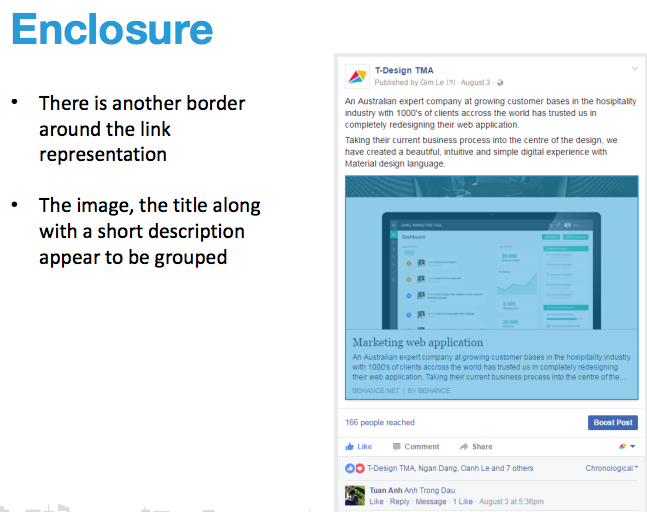 Enclosure
• There is another border
around the link
representation
• The image, the title along
with a short description
appear to be grouped
T-Design TMA
Published by Gim Le [?] · August 3 ·
An Australian expert company at growing customer bases in the hospitiality
industry with 1000's of clients accross the world has trusted us in
completely redesigning their web application.
Taking their current business process into the centre of the design, we
have created a beautiful, intuitive and simple digital experience with
Material design language.
EMAIL MARKETING TOOL
Dashboard
Marketing web application
An Australian expert company at growing customer bases in the hospitiality industry
with 1000's of clients accross the world has trusted us in completely redesigning
their web application. Taking their current business process into the centre of the...
BEHANCE.NET | BY BEHANCE
166 people reached
Boost Post
Like Comment Share
T-Design TMA, Ngan Dang, Oanh Le and 7 others
Chronological
Tuan Anh Anh Trong Dau
Like · Reply · Message · 1 Like · August 3 at 5:36pm